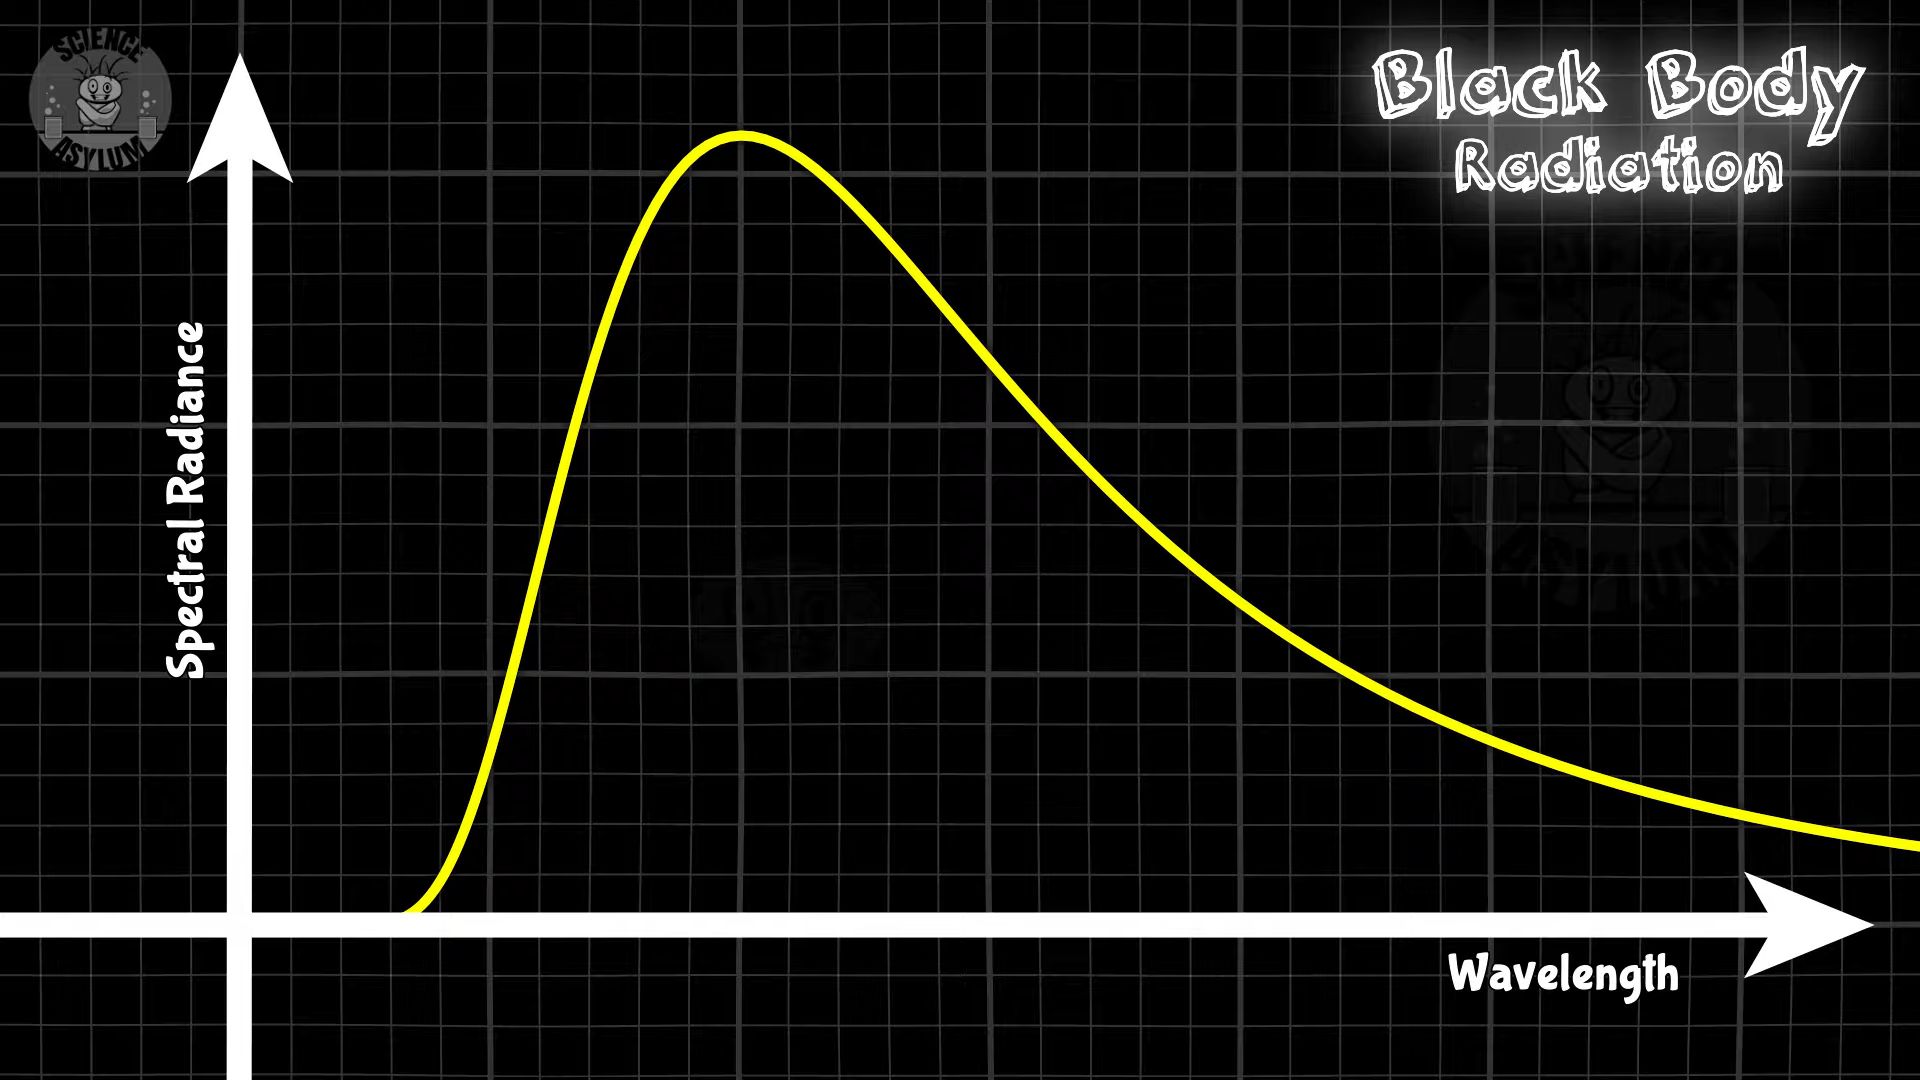 SCIENCE
ASYLUM
Black Body
Radiation
Spectral Radiance
Wavelength